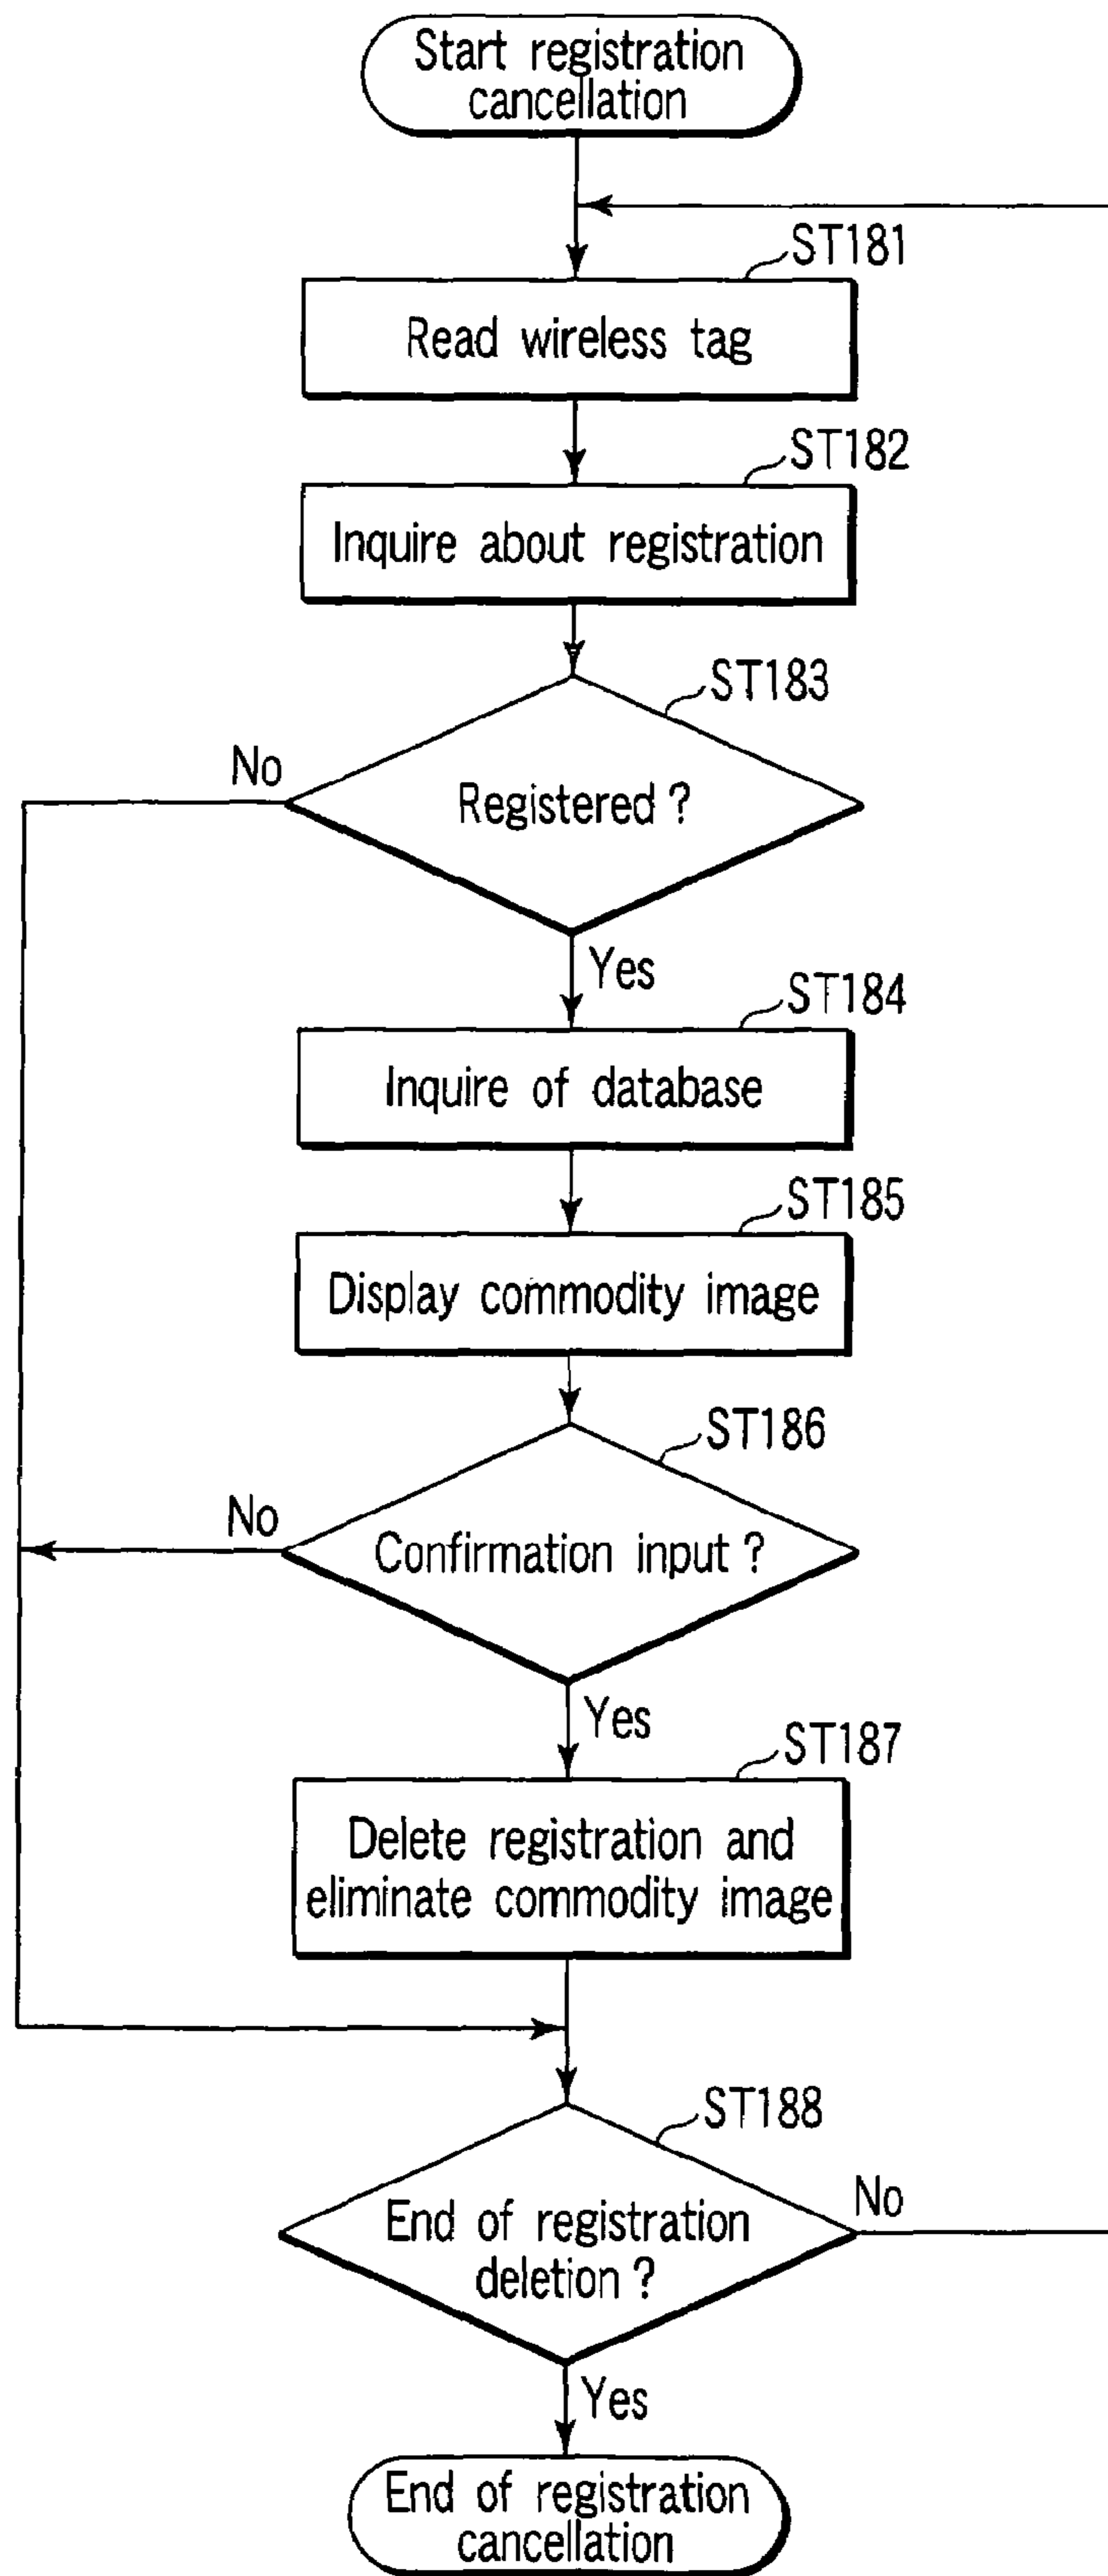 Start registration
cancellation
ST181
Read wireless tag
ST182
Inquire about registration
ST183
No
Registered ?
Yes
ST184
Inquire of database
ST185
Display commodity image
ST186
No
Confirmation input ?
Yes
ST187
Delete registration and
eliminate commodity image
ST188
No
End of registration
deletion ?
Yes
End of registration
cancellation